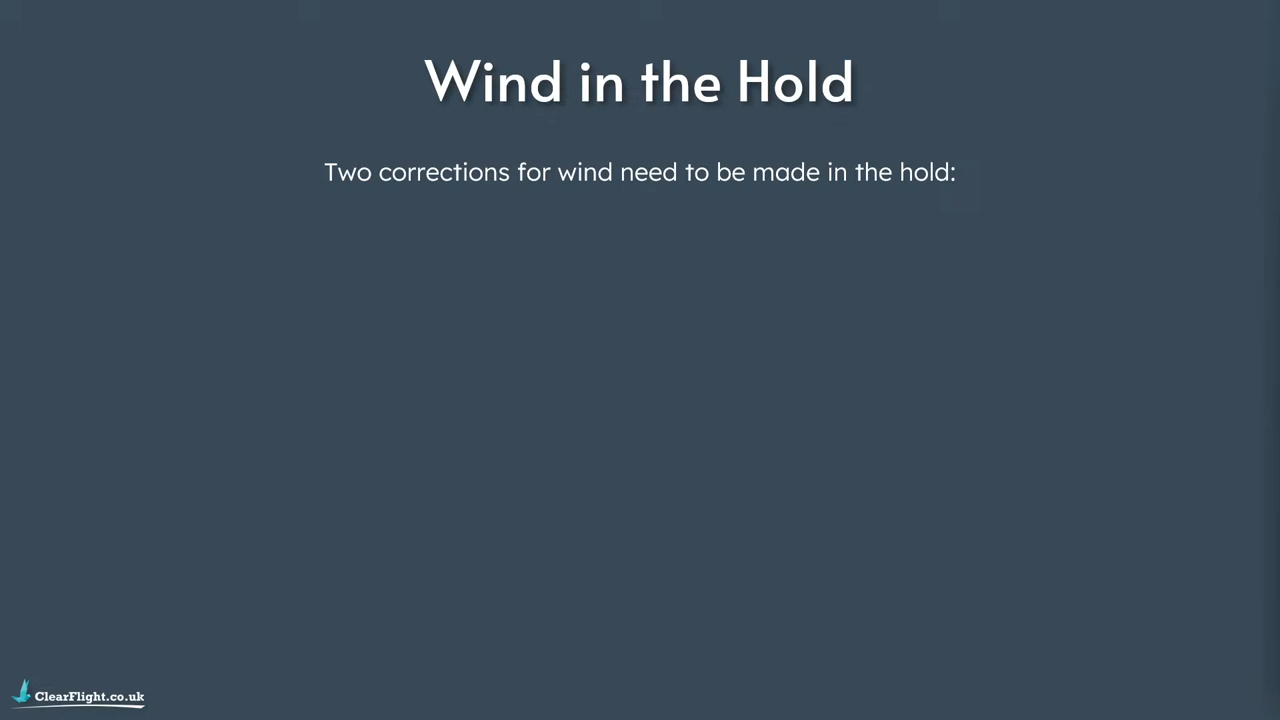 Wind in the Hold
Two corrections for wind need to be made in the hold:
ClearFlight.co.uk